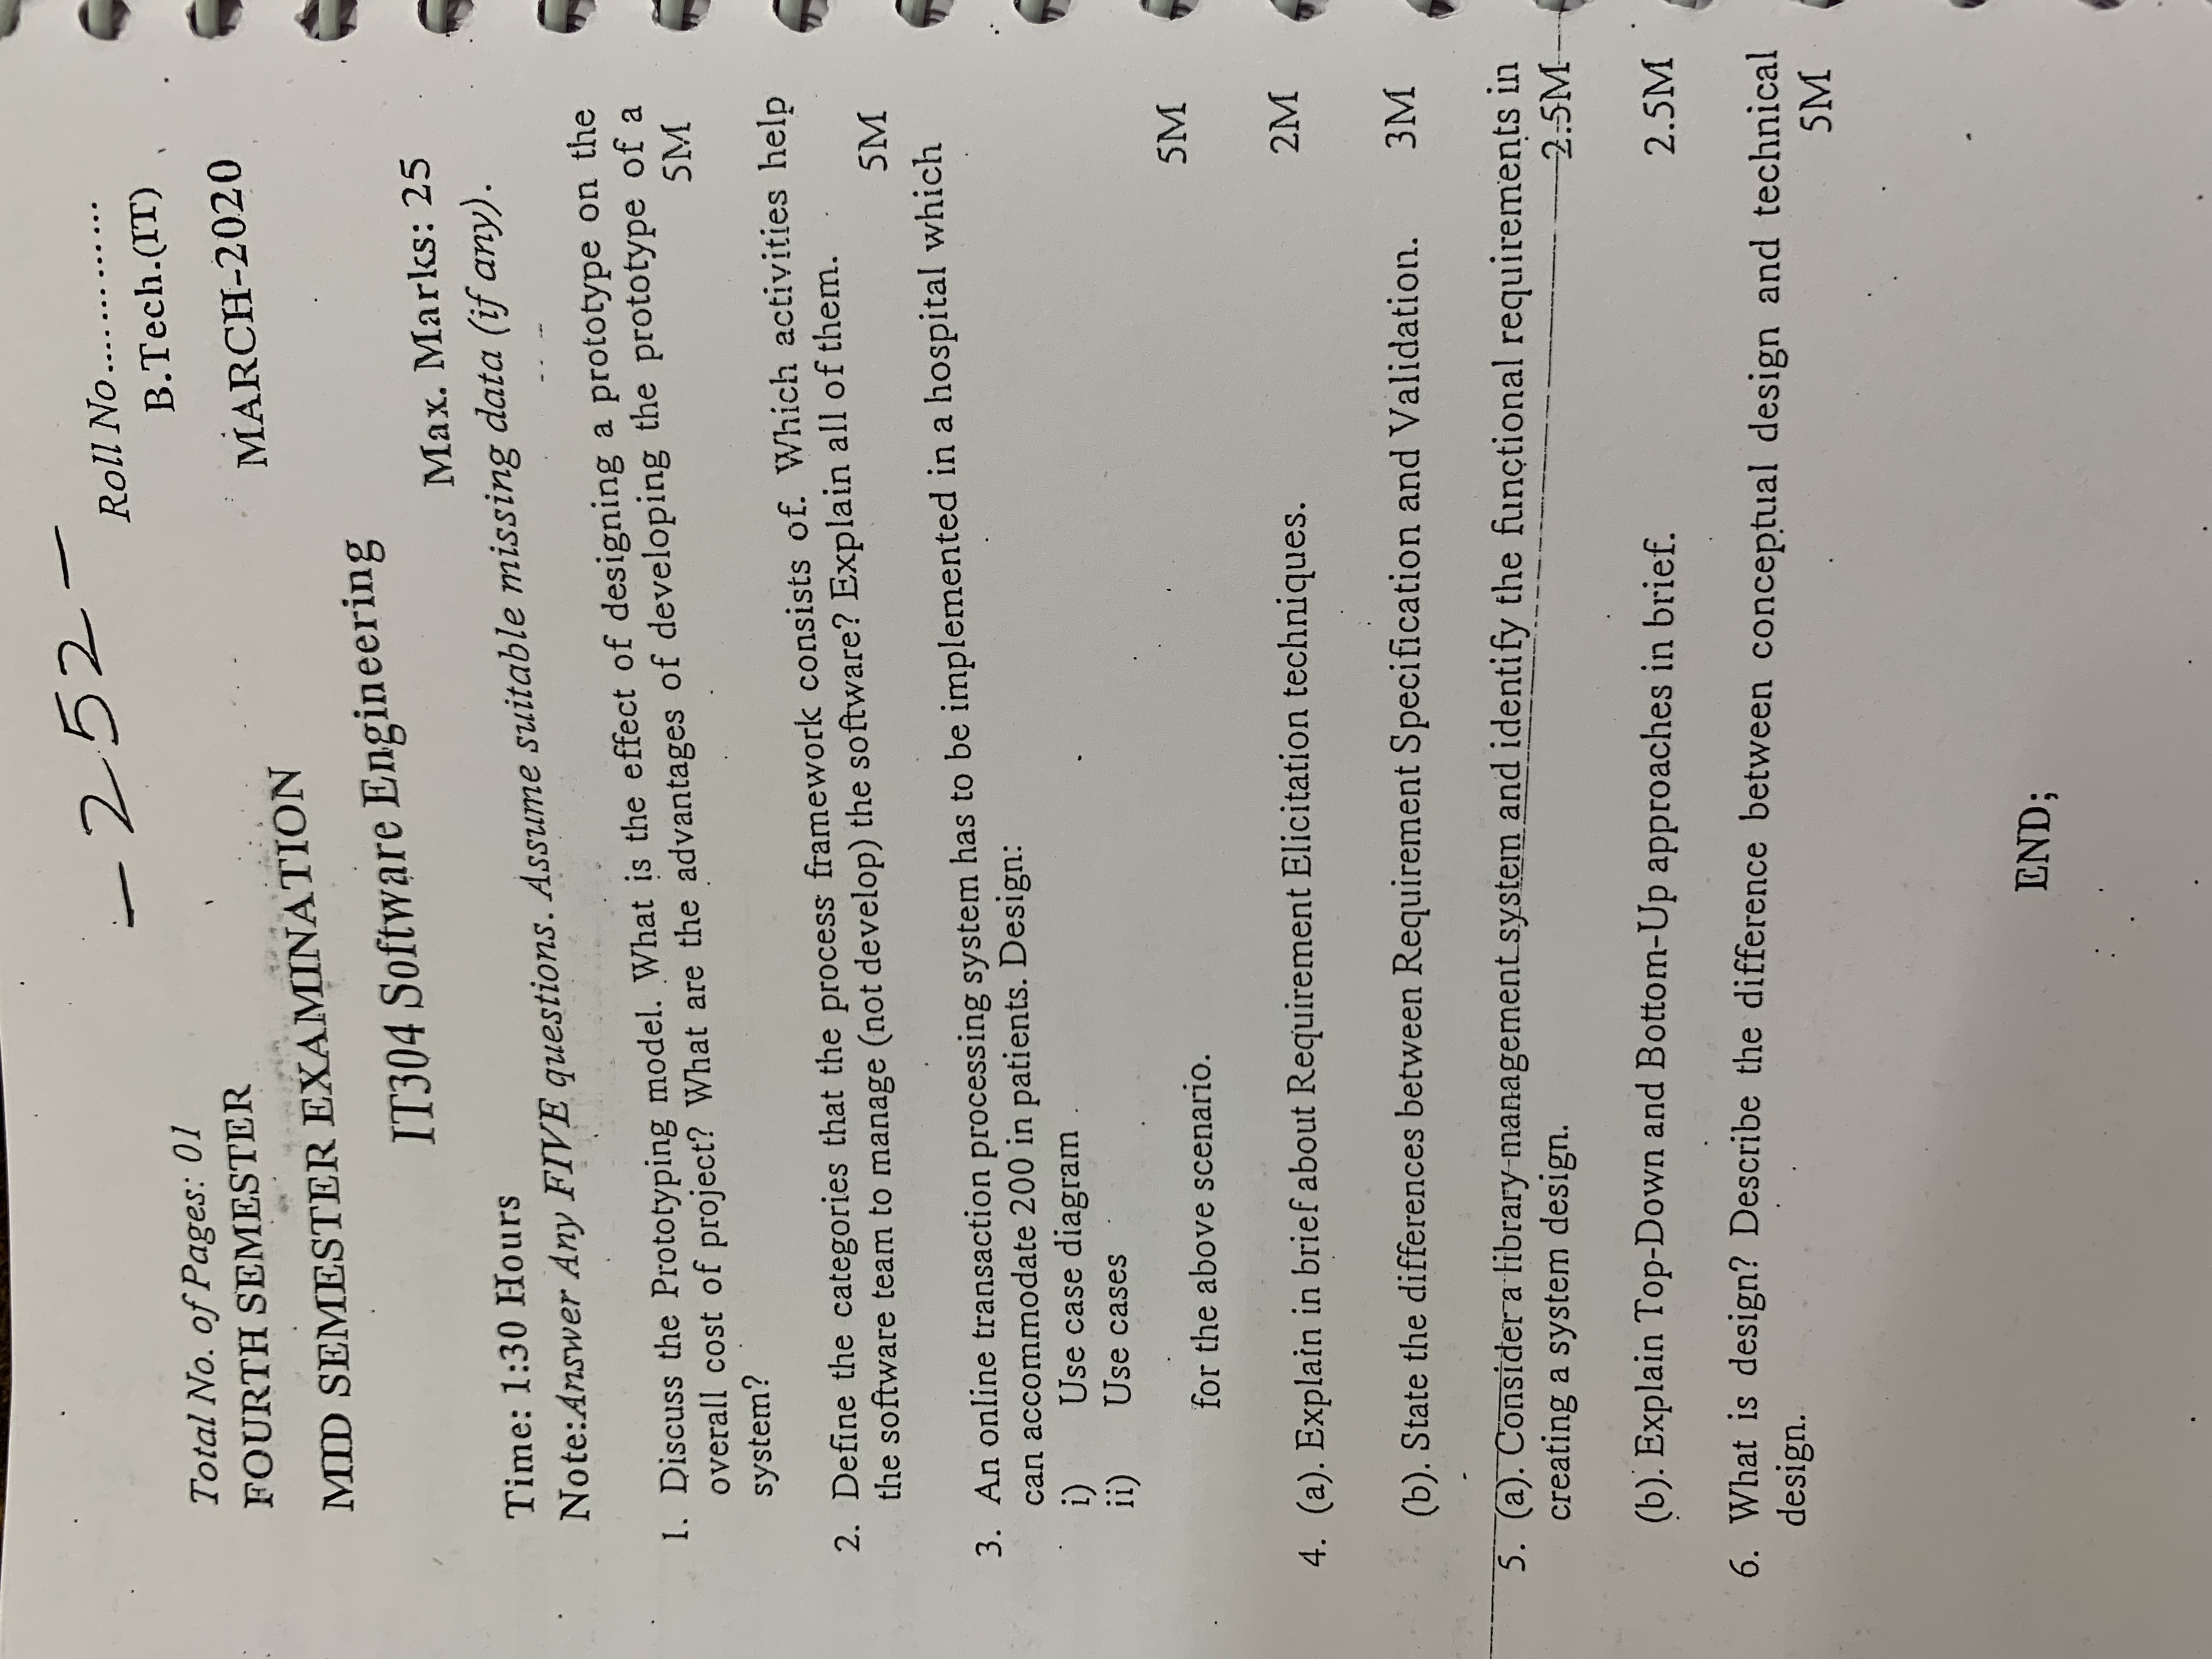 -252-
Roll No.............
B.Tech.(IT)
Total No. of Pages: 01
FOURTH SEMESTER
MARCH-2020
MID SEMESTER EXAMINATION
IT304 Software Engineering
Max. Marks: 25
Time: 1:30 Hours
Note:Answer Any FIVE questions. Assume suitable missing data (if any).
1. Discuss the Prototyping model. What is the effect of designing a prototype on the
overall cost of project? What are the advantages of developing the prototype of a
system?
5M
2. Define the categories that the process framework consists of. Which activities help
the software team to manage (not develop) the software? Explain all of them.
5M
3. An online transaction processing system has to be implemented in a hospital which
can accommodate 200 in patients. Design:
i) Use case diagram
ii) Use cases
for the above scenario. 5M
4. (a). Explain in brief about Requirement Elicitation techniques. 2M
(b). State the differences between Requirement Specification and Validation. 3M
5. (a). Consider a library management system and identify the functional requirements in
creating a system design. 2.5M
(b). Explain Top-Down and Bottom-Up approaches in brief. 2.5M
6. What is design? Describe the difference between conceptual design and technical
design.
5M
END;